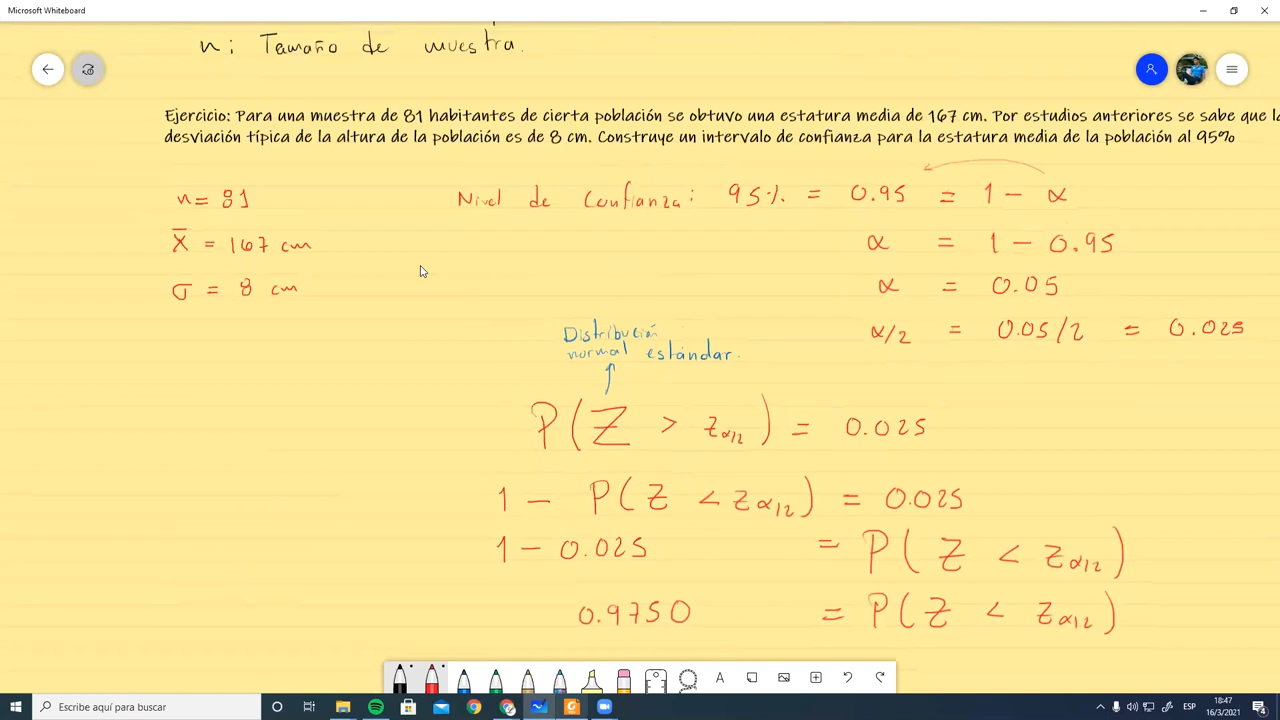 Microsoft Whiteboard
n: Tamaño de muestra.
Ejercicio: Para una muestra de 81 habitantes de cierta población se obtuvo una estatura media de 167 cm. Por estudios anteriores se sabe que la
desviación típica de la altura de la población es de 8 cm. Construye un intervalo de confianza para la estatura media de la población al 95%
n = 81
Nivel de Confianza: 95% = 0.95 = 1 - α
X̄ = 167 cm
α = 1 - 0.95
σ = 8 cm
α = 0.05
α/2 = 0.05/2 = 0.025
Distribución
normal estándar.
P(Z > zα/2) = 0.025
1 - P(Z < zα/2) = 0.025
1 - 0.025 = P(Z < zα/2)
0.9750 = P(Z < zα/2)
Escribe aquí para buscar
ESP
18:47
16/3/2021